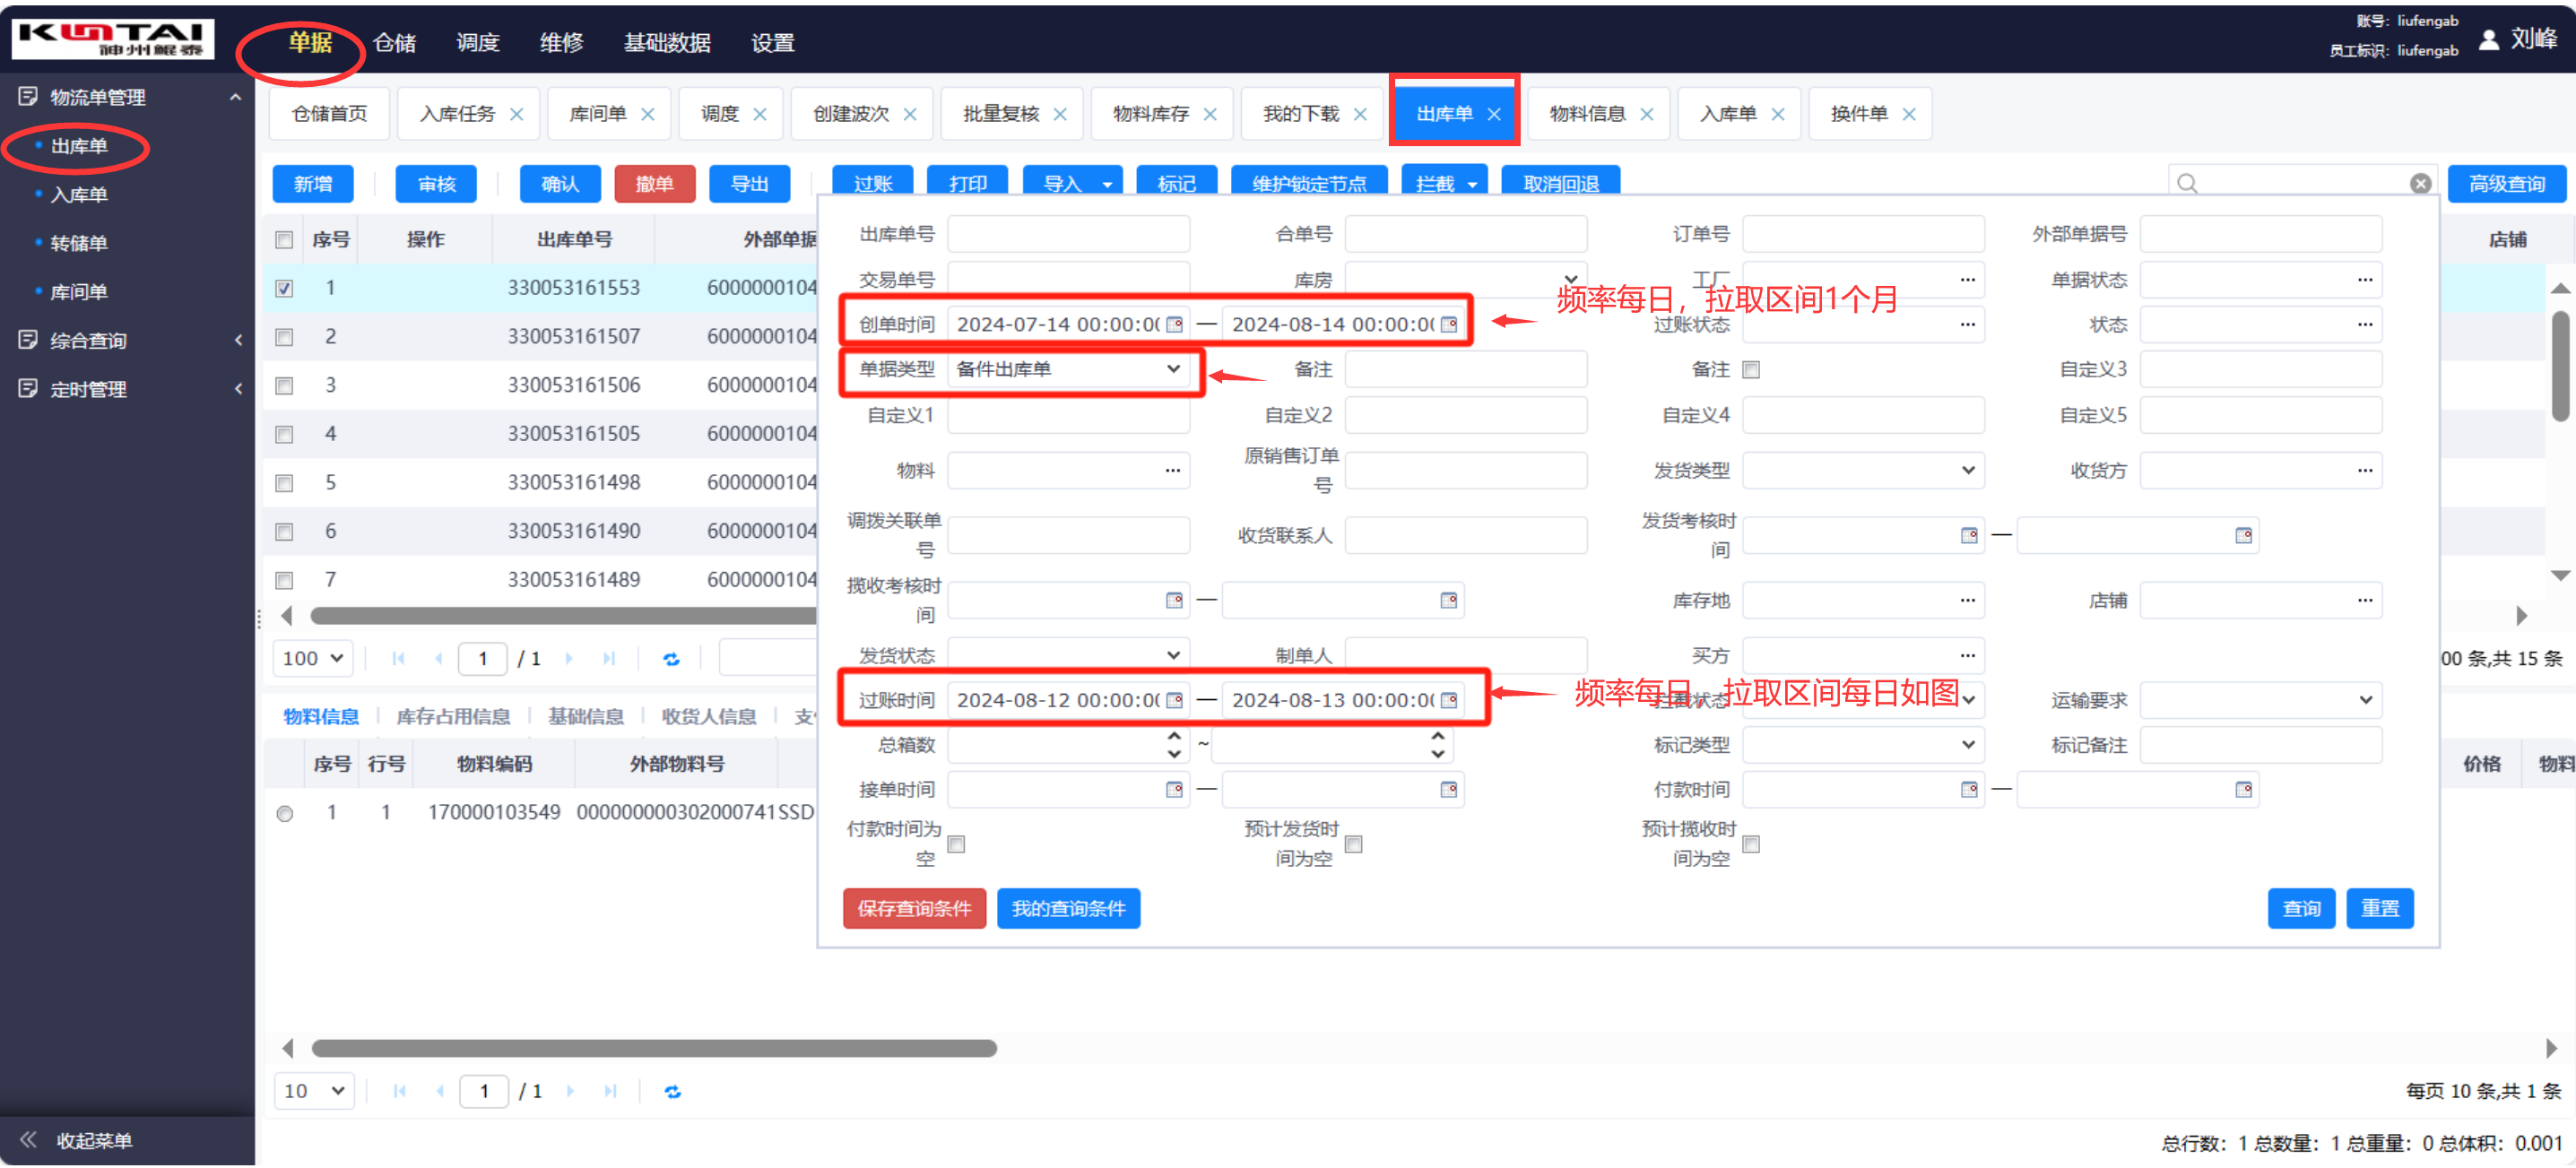 KUNTAI
神州鲲泰
单据 仓储 调度 维修 基础数据 设置
账号：liufengab
员工标识：liufengab
刘峰
物流单管理
出库单
入库单
转储单
库间单
综合查询
定时管理
收起菜单
仓储首页 入库任务 库间单 调度 创建波次 批量复核 物料库存 我的下载 出库单 物料信息 入库单 换件单
新增 审核 确认 撤单 导出 过账 打印 导入 标记 维护锁定节点 拦截 取消回退 高级查询
序号 操作 出库单号 外部单据 店铺
1 330053161553 6000000104
2 330053161507 6000000104
3 330053161506 6000000104
4 330053161505 6000000104
5 330053161498 6000000104
6 330053161490 6000000104
7 330053161489 6000000104
100 1 / 1 00 条,共 15 条
出库单号 合单号 订单号 外部单据号
交易单号 库房 工厂 单据状态
频率每日，拉取区间1个月
创单时间 2024-07-14 00:00:0 — 2024-08-14 00:00:0 过账状态 状态
单据类型 备件出库单 备注 备注 自定义3
自定义1 自定义2 自定义4 自定义5
物料 原销售订单号 发货类型 收货方
调拨关联单号 收货联系人 发货考核时间 —
揽收考核时间 — 库存地 店铺
发货状态 制单人 买方
过账时间 2024-08-12 00:00:0 — 2024-08-13 00:00:0 拦截状态 运输要求
频率每日，拉取区间每日如图
总箱数 ~ 标记类型 标记备注
接单时间 — 付款时间 —
付款时间为空 预计发货时间为空 预计揽收时间为空
保存查询条件 我的查询条件 查询 重置
物料信息 库存占用信息 基础信息 收货人信息 支
序号 行号 物料编码 外部物料号 价格 物料
1 1 170000103549 000000000302000741 SSD
10 1 / 1 每页 10 条,共 1 条
总行数：1 总数量：1 总重量：0 总体积：0.001